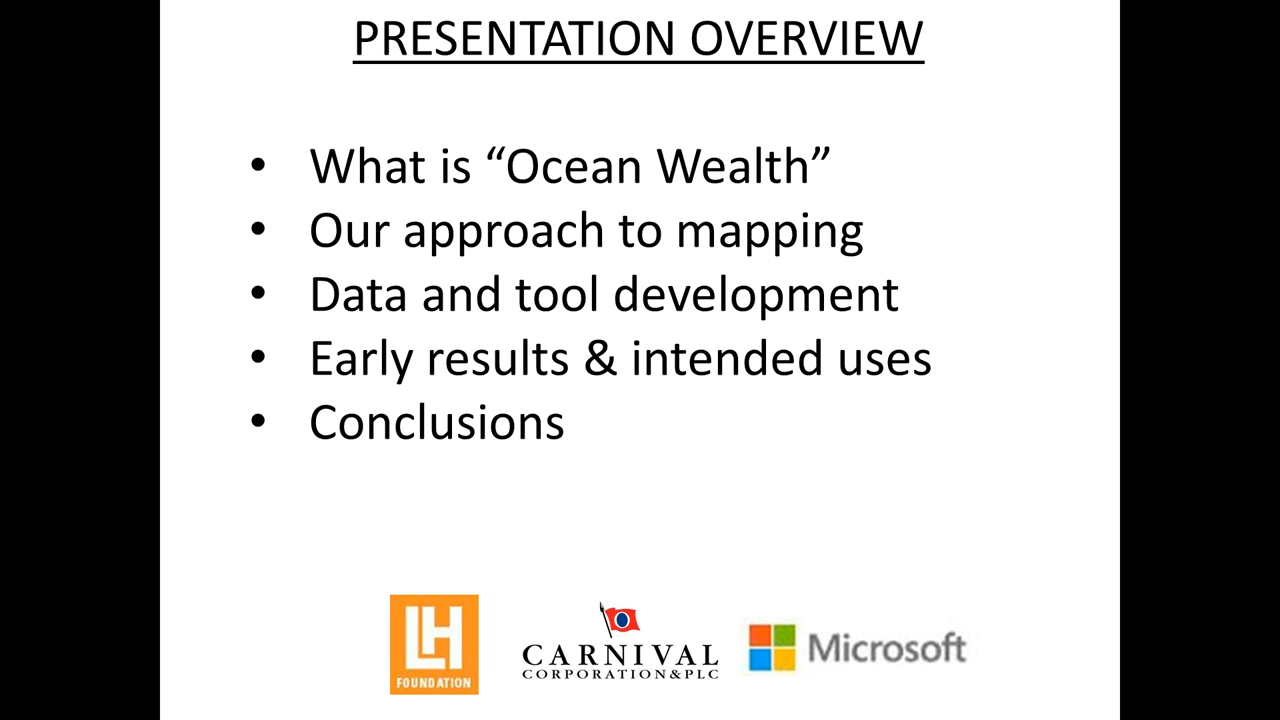 PRESENTATION OVERVIEW
• What is “Ocean Wealth”
• Our approach to mapping
• Data and tool development
• Early results & intended uses
• Conclusions
LH
FOUNDATION
CARNIVAL
CORPORATION&PLC
Microsoft